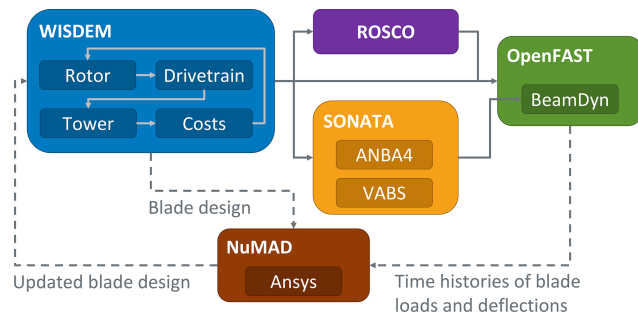 WISDEM
Rotor
Drivetrain
Tower
Costs
ROSCO
SONATA
ANBA4
VABS
OpenFAST
BeamDyn
Blade design
NuMAD
Ansys
Updated blade design
Time histories of blade
loads and deflections